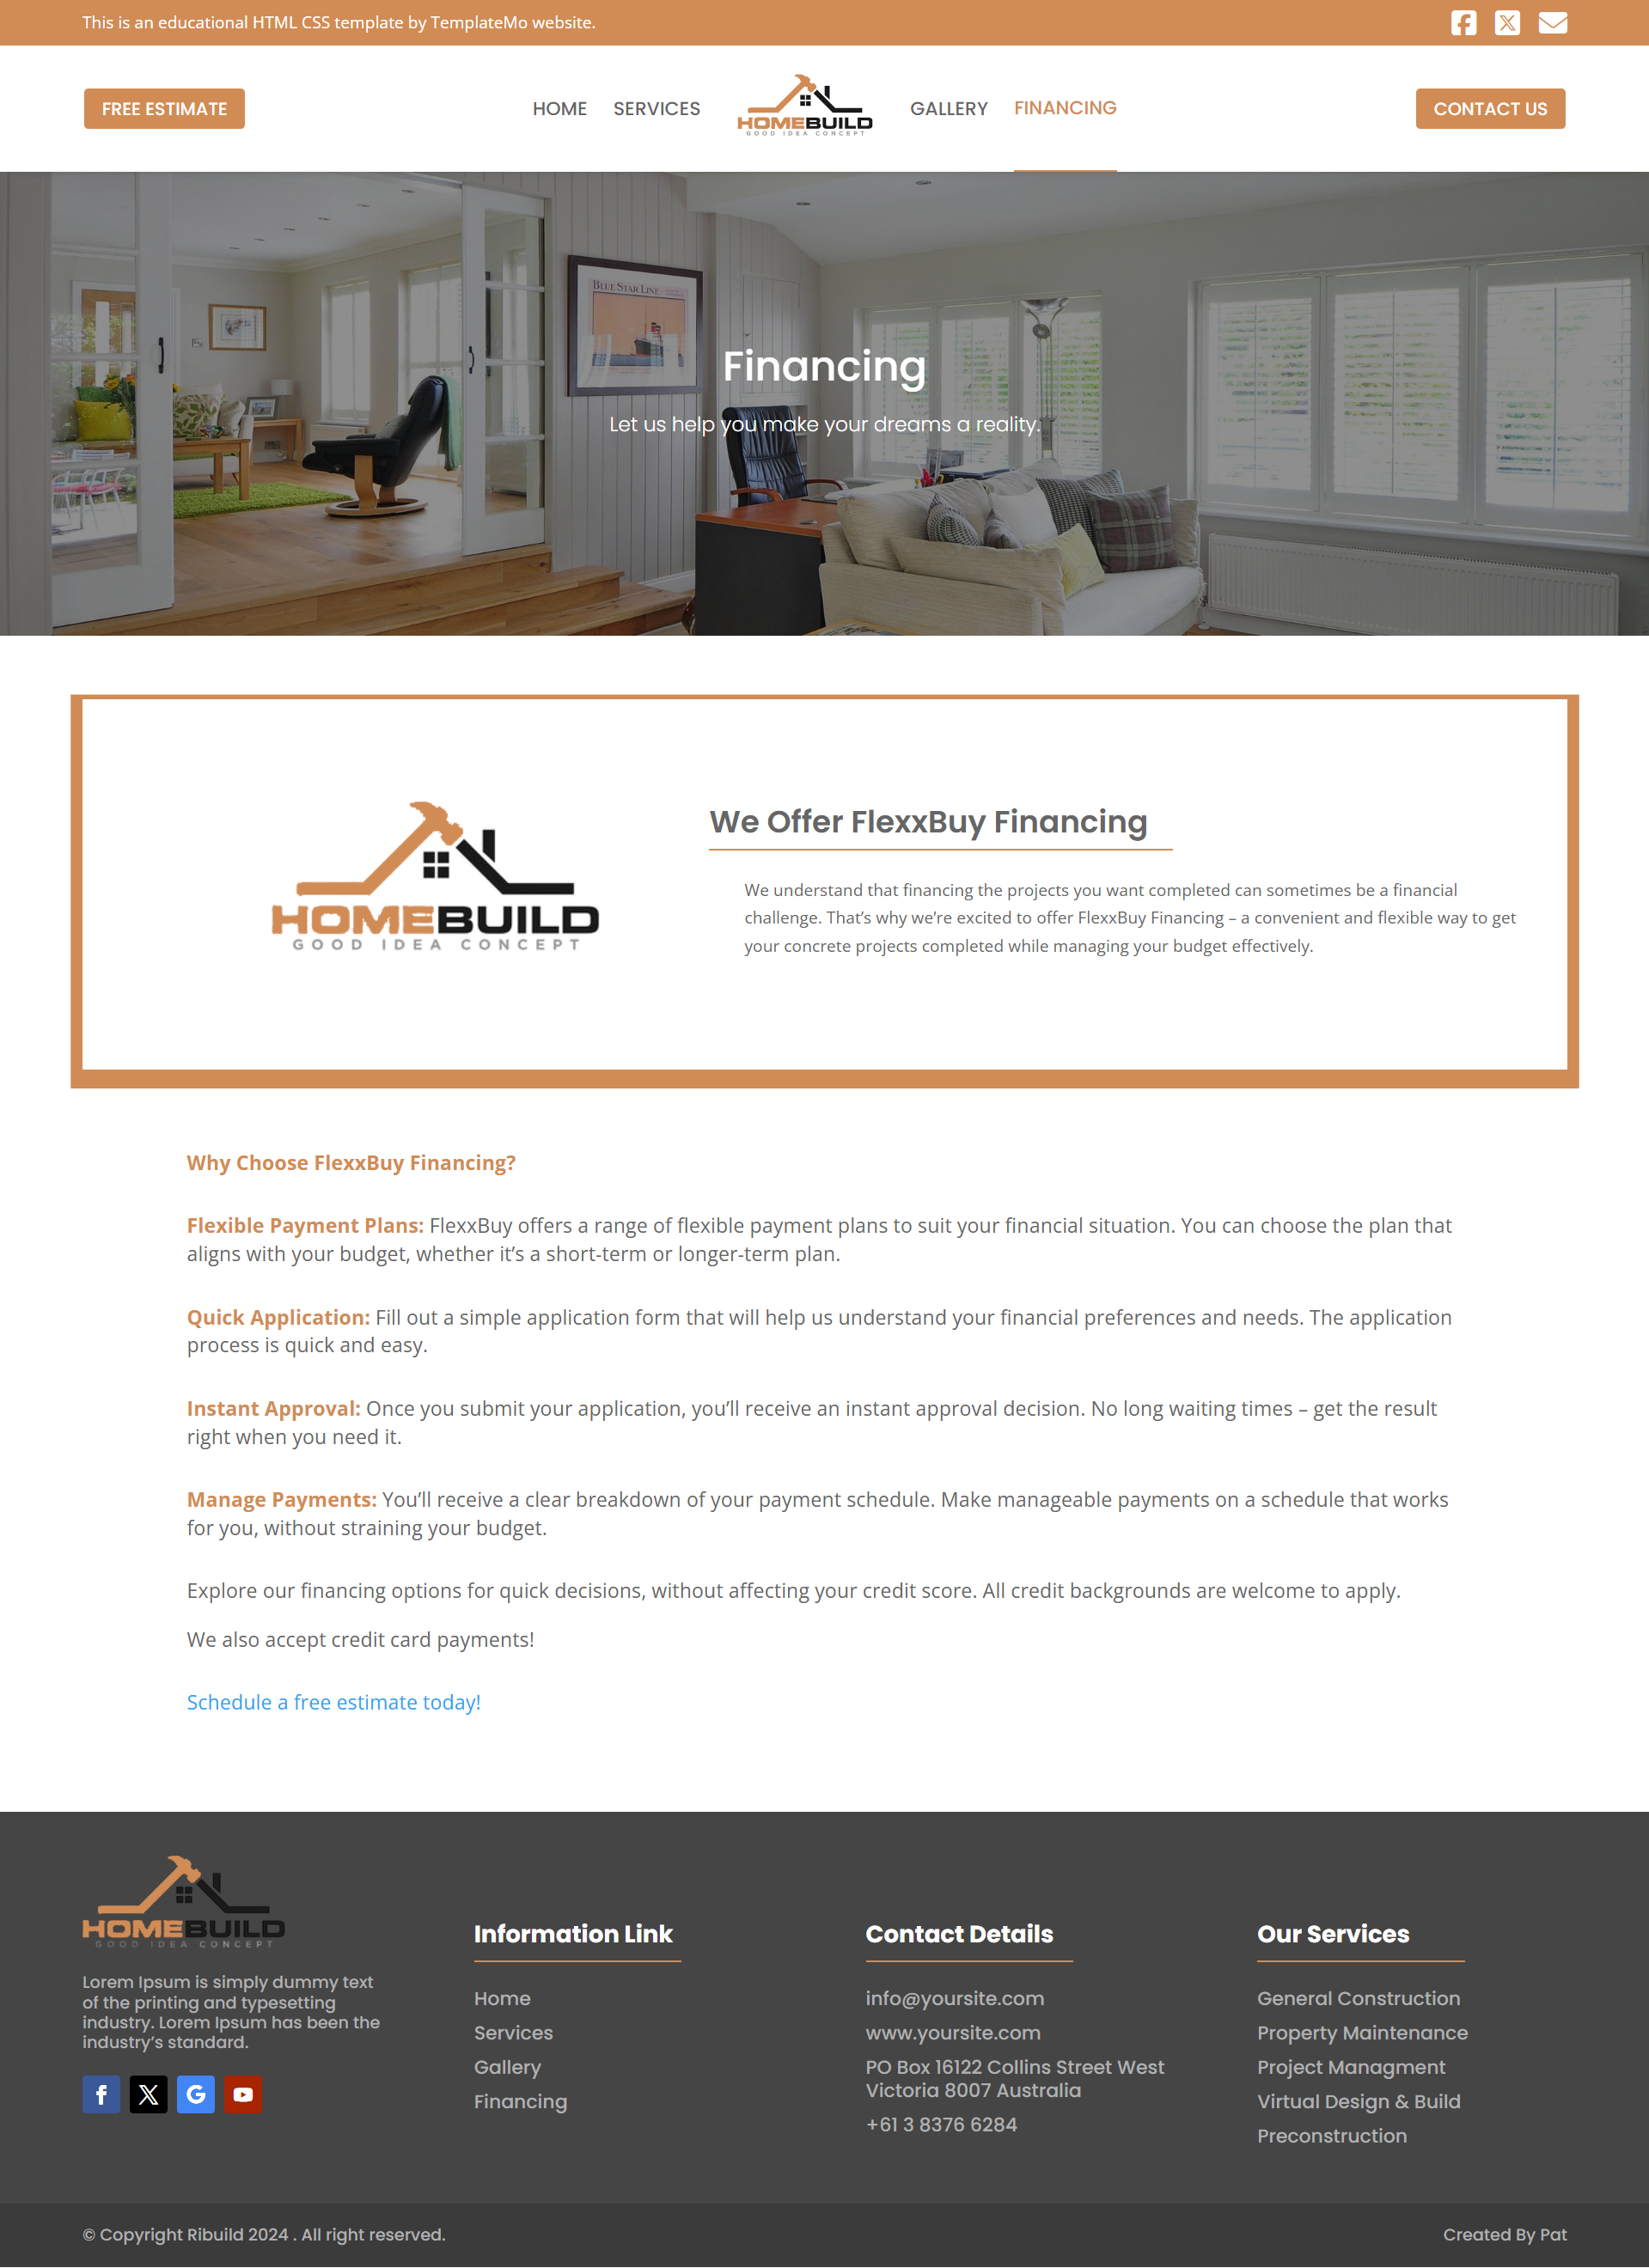 This is an educational HTML CSS template by TemplateMo website.
FREE ESTIMATE
HOME SERVICES
HOMEBUILD
GOOD IDEA CONCEPT
GALLERY FINANCING
CONTACT US
BLUE STAR LINE
Financing
Let us help you make your dreams a reality.
HOMEBUILD
GOOD IDEA CONCEPT
We Offer FlexxBuy Financing
We understand that financing the projects you want completed can sometimes be a financial
challenge. That’s why we’re excited to offer FlexxBuy Financing – a convenient and flexible way to get
your concrete projects completed while managing your budget effectively.
Why Choose FlexxBuy Financing?
Flexible Payment Plans: FlexxBuy offers a range of flexible payment plans to suit your financial situation. You can choose the plan that
aligns with your budget, whether it’s a short-term or longer-term plan.
Quick Application: Fill out a simple application form that will help us understand your financial preferences and needs. The application
process is quick and easy.
Instant Approval: Once you submit your application, you’ll receive an instant approval decision. No long waiting times – get the result
right when you need it.
Manage Payments: You’ll receive a clear breakdown of your payment schedule. Make manageable payments on a schedule that works
for you, without straining your budget.
Explore our financing options for quick decisions, without affecting your credit score. All credit backgrounds are welcome to apply.
We also accept credit card payments!
Schedule a free estimate today!
HOMEBUILD
GOOD IDEA CONCEPT
Lorem Ipsum is simply dummy text
of the printing and typesetting
industry. Lorem Ipsum has been the
industry’s standard.
Information Link
Home
Services
Gallery
Financing
Contact Details
info@yoursite.com
www.yoursite.com
PO Box 16122 Collins Street West
Victoria 8007 Australia
+61 3 8376 6284
Our Services
General Construction
Property Maintenance
Project Managment
Virtual Design & Build
Preconstruction
© Copyright Ribuild 2024 . All right reserved.
Created By Pat